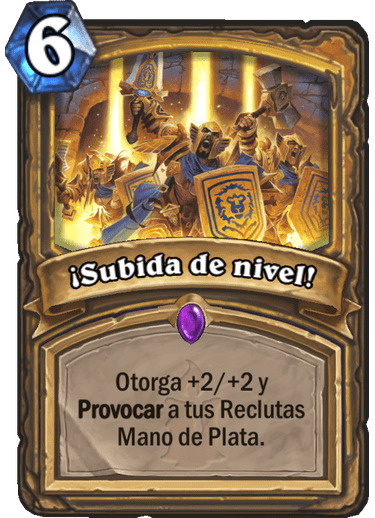 6
¡Subida de nivel!
Otorga +2/+2 y
Provocar a tus Reclutas
Mano de Plata.